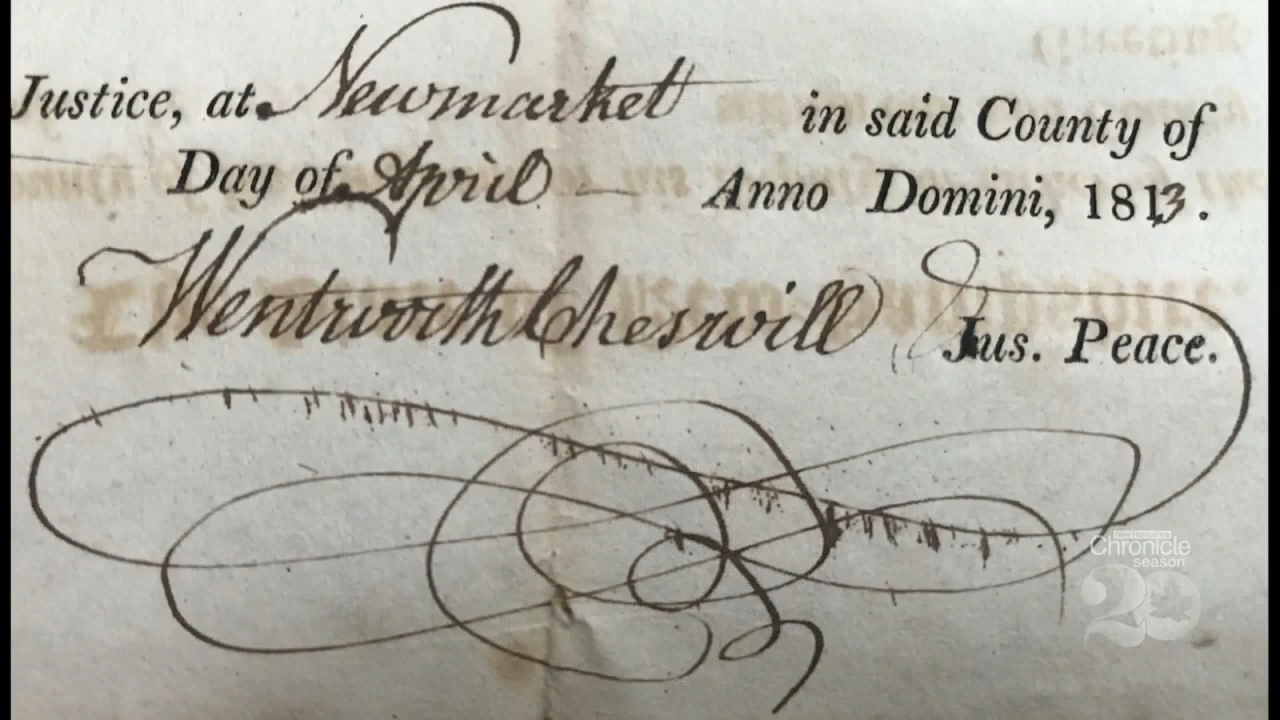 Justice, at Newmarket in said County of
Day of April Anno Domini, 1813.
Wentworth Cheswill Jus. Peace.
Chronicle
season
20